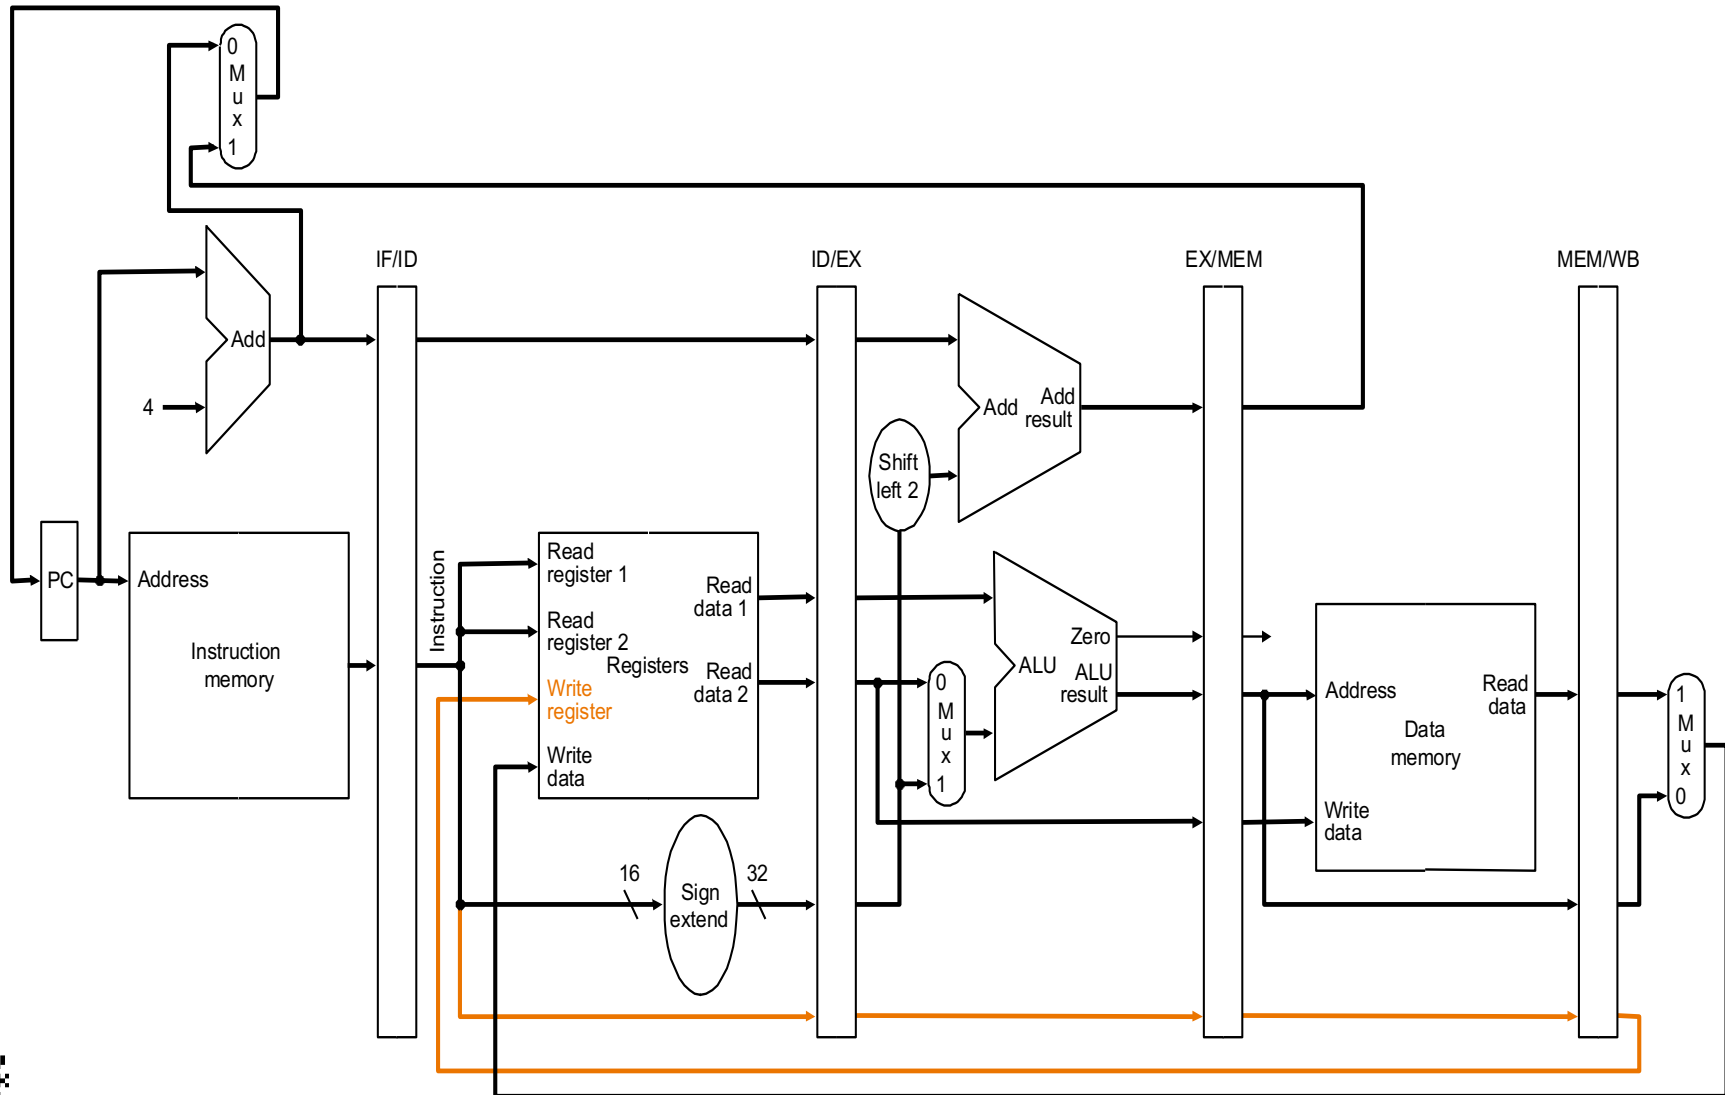 0
M
u
x
1
IF/ID
ID/EX
EX/MEM
MEM/WB
Add
4
Add
Add
result
Shift
left 2
PC
Address
Instruction
memory
Instruction
Read
register 1
Read
register 2
Registers
Write
register
Write
data
Read
data 1
Read
data 2
0
M
u
x
1
Zero
ALU
ALU
result
Address
Read
data
Data
memory
Write
data
1
M
u
x
0
16
Sign
extend
32